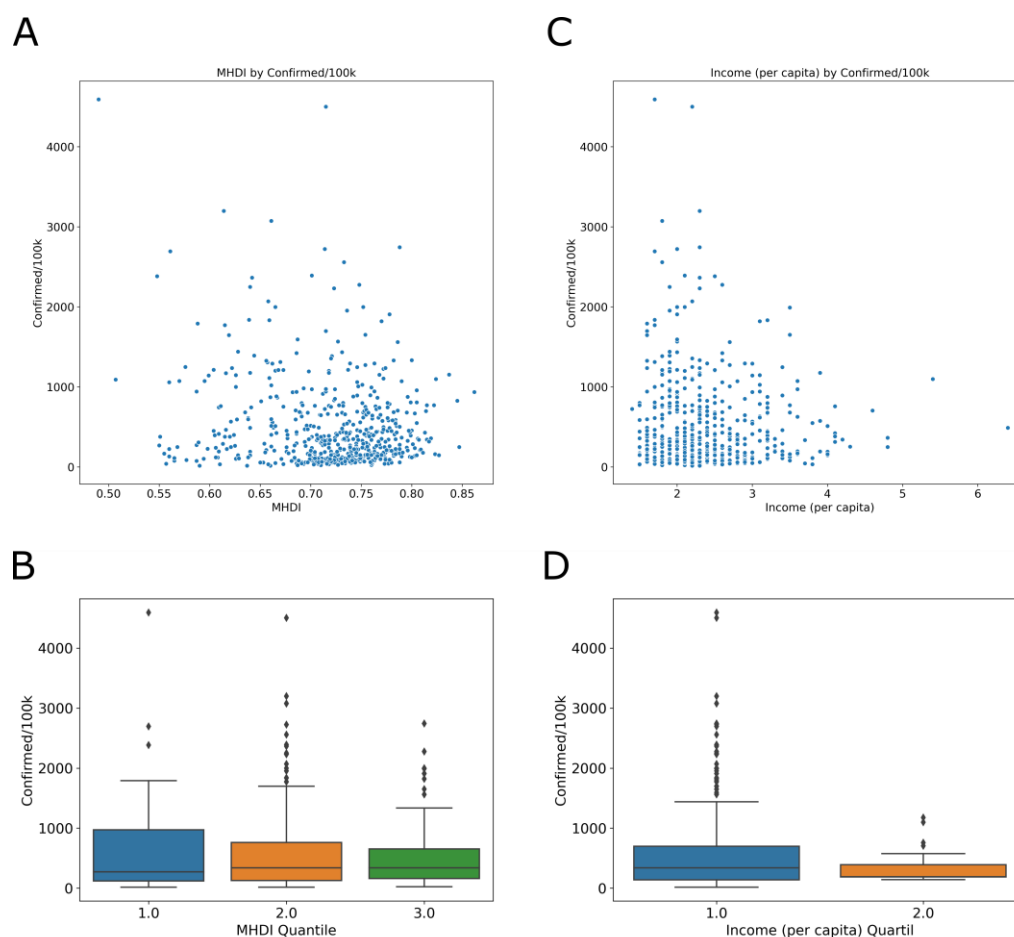 A
MHDI by Confirmed/100k
Confirmed/100k
4000
3000
2000
1000
0
0.50 0.55 0.60 0.65 0.70 0.75 0.80 0.85
MHDI
C
Income (per capita) by Confirmed/100k
Confirmed/100k
4000
3000
2000
1000
0
2 3 4 5 6
Income (per capita)
B
Confirmed/100k
4000
3000
2000
1000
0
1.0 2.0 3.0
MHDI Quantile
D
Confirmed/100k
4000
3000
2000
1000
0
1.0 2.0
Income (per capita) Quartil